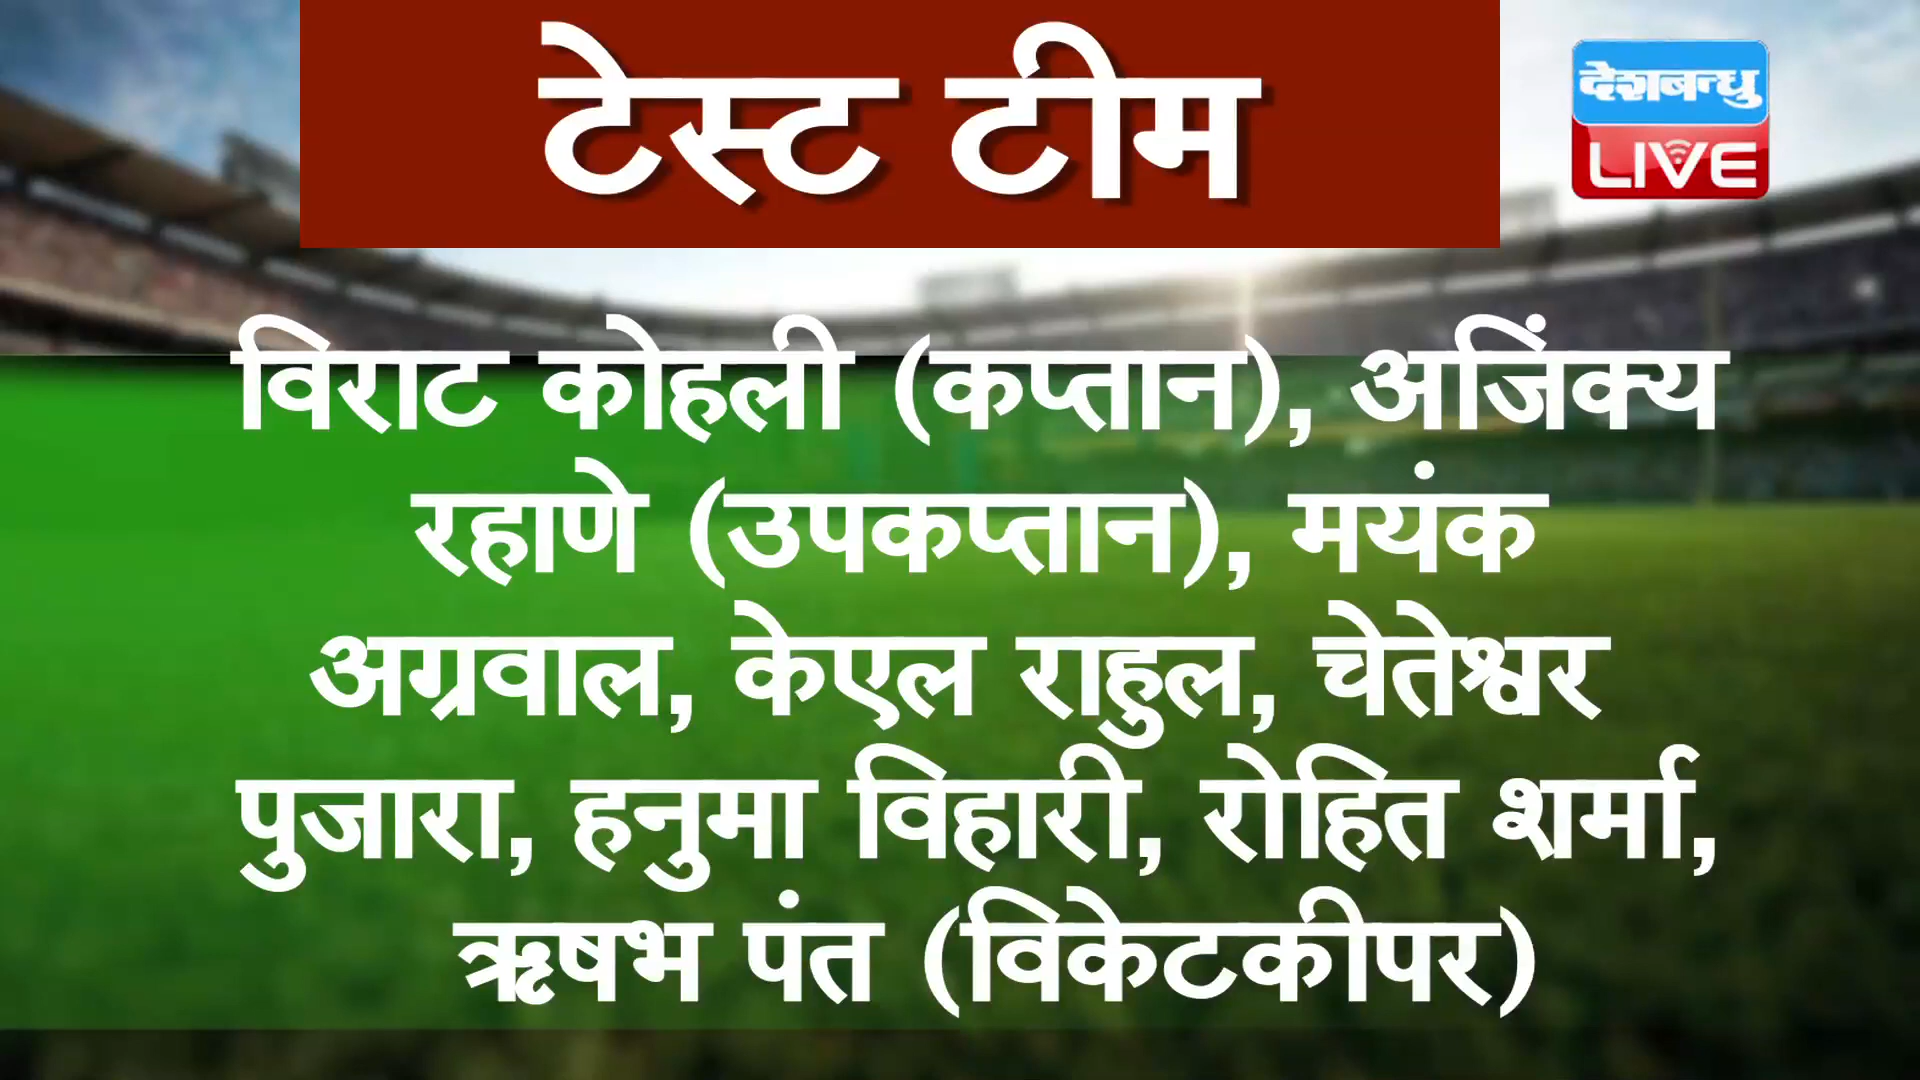 टेस्ट टीम
देशबन्धु
LIVE
विराट कोहली (कप्तान), अजिंक्य
रहाणे (उपकप्तान), मयंक
अग्रवाल, केएल राहुल, चेतेश्वर
पुजारा, हनुमा विहारी, रोहित शर्मा,
ऋषभ पंत (विकेटकीपर)